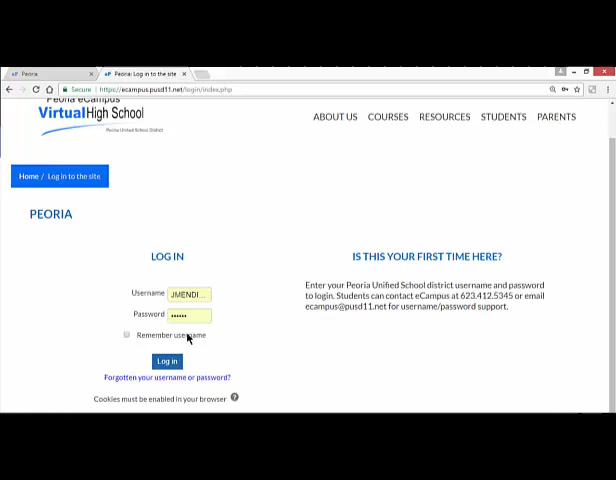 Peoria
Peoria: Log in to the site
Secure
https://ecampus.pusd11.net/login/index.php
Peoria eCampus
VirtualHigh School
Peoria Unified School District
ABOUT US COURSES RESOURCES STUDENTS PARENTS
Home / Log in to the site
PEORIA
LOG IN
Username JMENDI...
Password ••••••
Remember username
Log in
Forgotten your username or password?
Cookies must be enabled in your browser ?
IS THIS YOUR FIRST TIME HERE?
Enter your Peoria Unified School district username and password
to login. Students can contact eCampus at 623.412.5345 or email
ecampus@pusd11.net for username/password support.